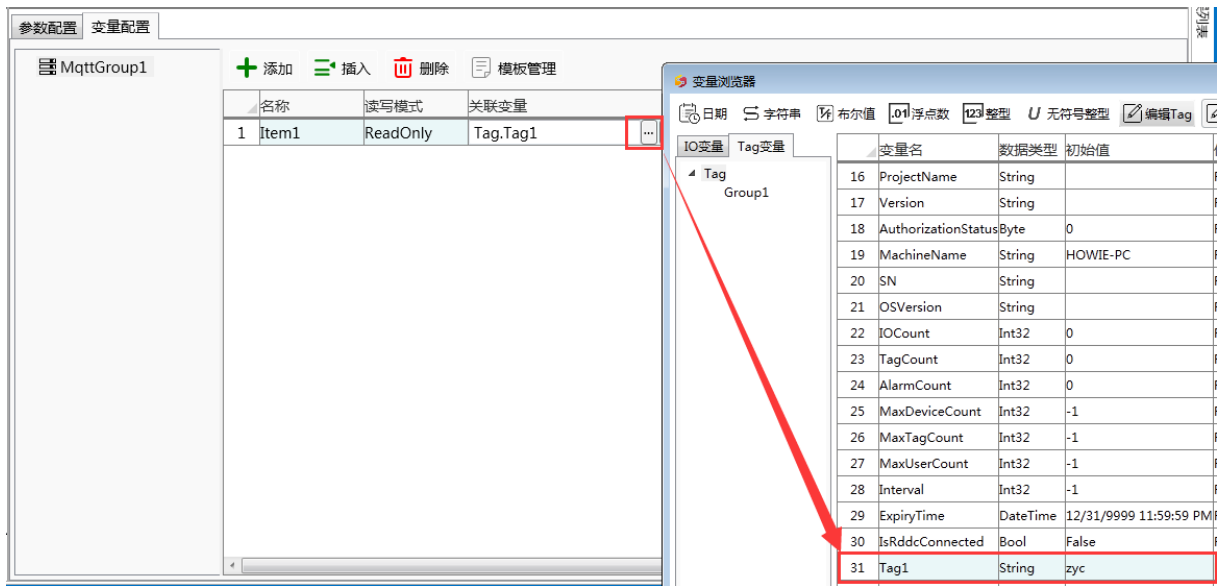 参数配置 变量配置
MqttGroup1
添加 插入 删除 模板管理
名称 读写模式 关联变量
1 Item1 ReadOnly Tag.Tag1 ...
变量浏览器
日期 字符串 布尔值 .01 浮点数 123 整型 U 无符号整型 编辑Tag
IO变量 Tag变量
Tag
Group1
变量名 数据类型 初始值
16 ProjectName String
17 Version String
18 AuthorizationStatus Byte 0
19 MachineName String HOWIE-PC
20 SN String
21 OSVersion String
22 IOCount Int32 0
23 TagCount Int32 0
24 AlarmCount Int32 0
25 MaxDeviceCount Int32 -1
26 MaxTagCount Int32 -1
27 MaxUserCount Int32 -1
28 Interval Int32 -1
29 ExpiryTime DateTime 12/31/9999 11:59:59 PM
30 IsRddcConnected Bool False
31 Tag1 String zyc